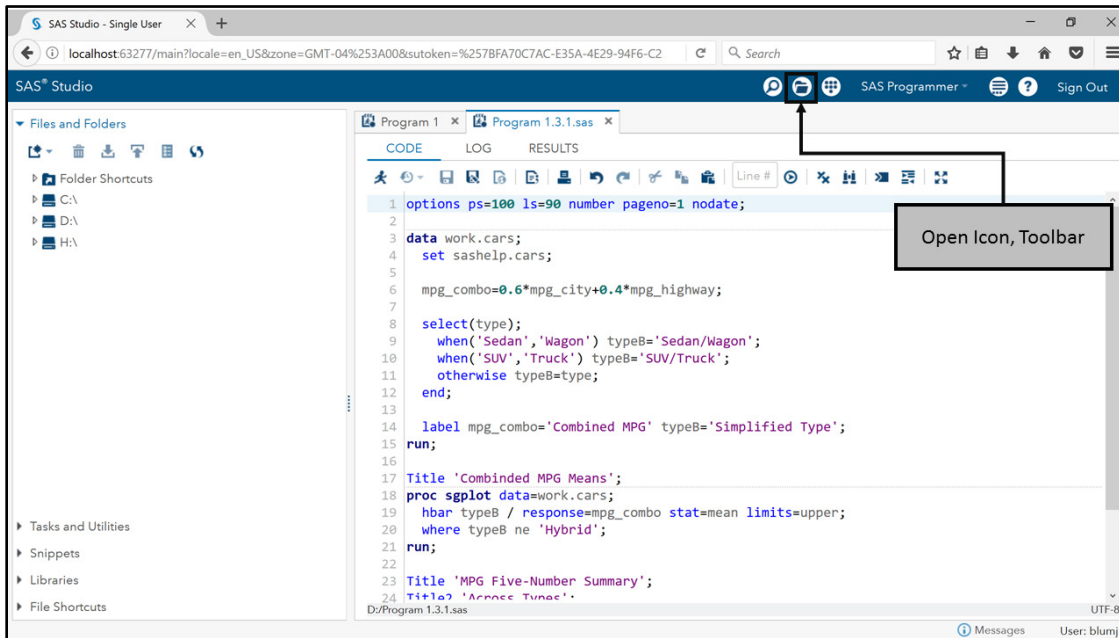 SAS Studio - Single User
localhost:63277/main?locale=en_US&zone=GMT-04%253A00&sutoken=%257BFA70C7AC-E35A-4E29-94F6-C2
Search
SAS® Studio
SAS Programmer
Sign Out
Files and Folders
Folder Shortcuts
C:\
D:\
H:\
Tasks and Utilities
Snippets
Libraries
File Shortcuts
Program 1
Program 1.3.1.sas
CODE LOG RESULTS
Line #
1 options ps=100 ls=90 number pageno=1 nodate;
2
3 data work.cars;
4 set sashelp.cars;
5
6 mpg_combo=0.6*mpg_city+0.4*mpg_highway;
7
8 select(type);
9 when('Sedan','Wagon') typeB='Sedan/Wagon';
10 when('SUV','Truck') typeB='SUV/Truck';
11 otherwise typeB=type;
12 end;
13
14 label mpg_combo='Combined MPG' typeB='Simplified Type';
15 run;
16
17 Title 'Combinded MPG Means';
18 proc sgplot data=work.cars;
19 hbar typeB / response=mpg_combo stat=mean limits=upper;
20 where typeB ne 'Hybrid';
21 run;
22
23 Title 'MPG Five-Number Summary';
24 Title2 'Across Types';
Open Icon, Toolbar
D:/Program 1.3.1.sas
UTF-8
Messages
User: blumj